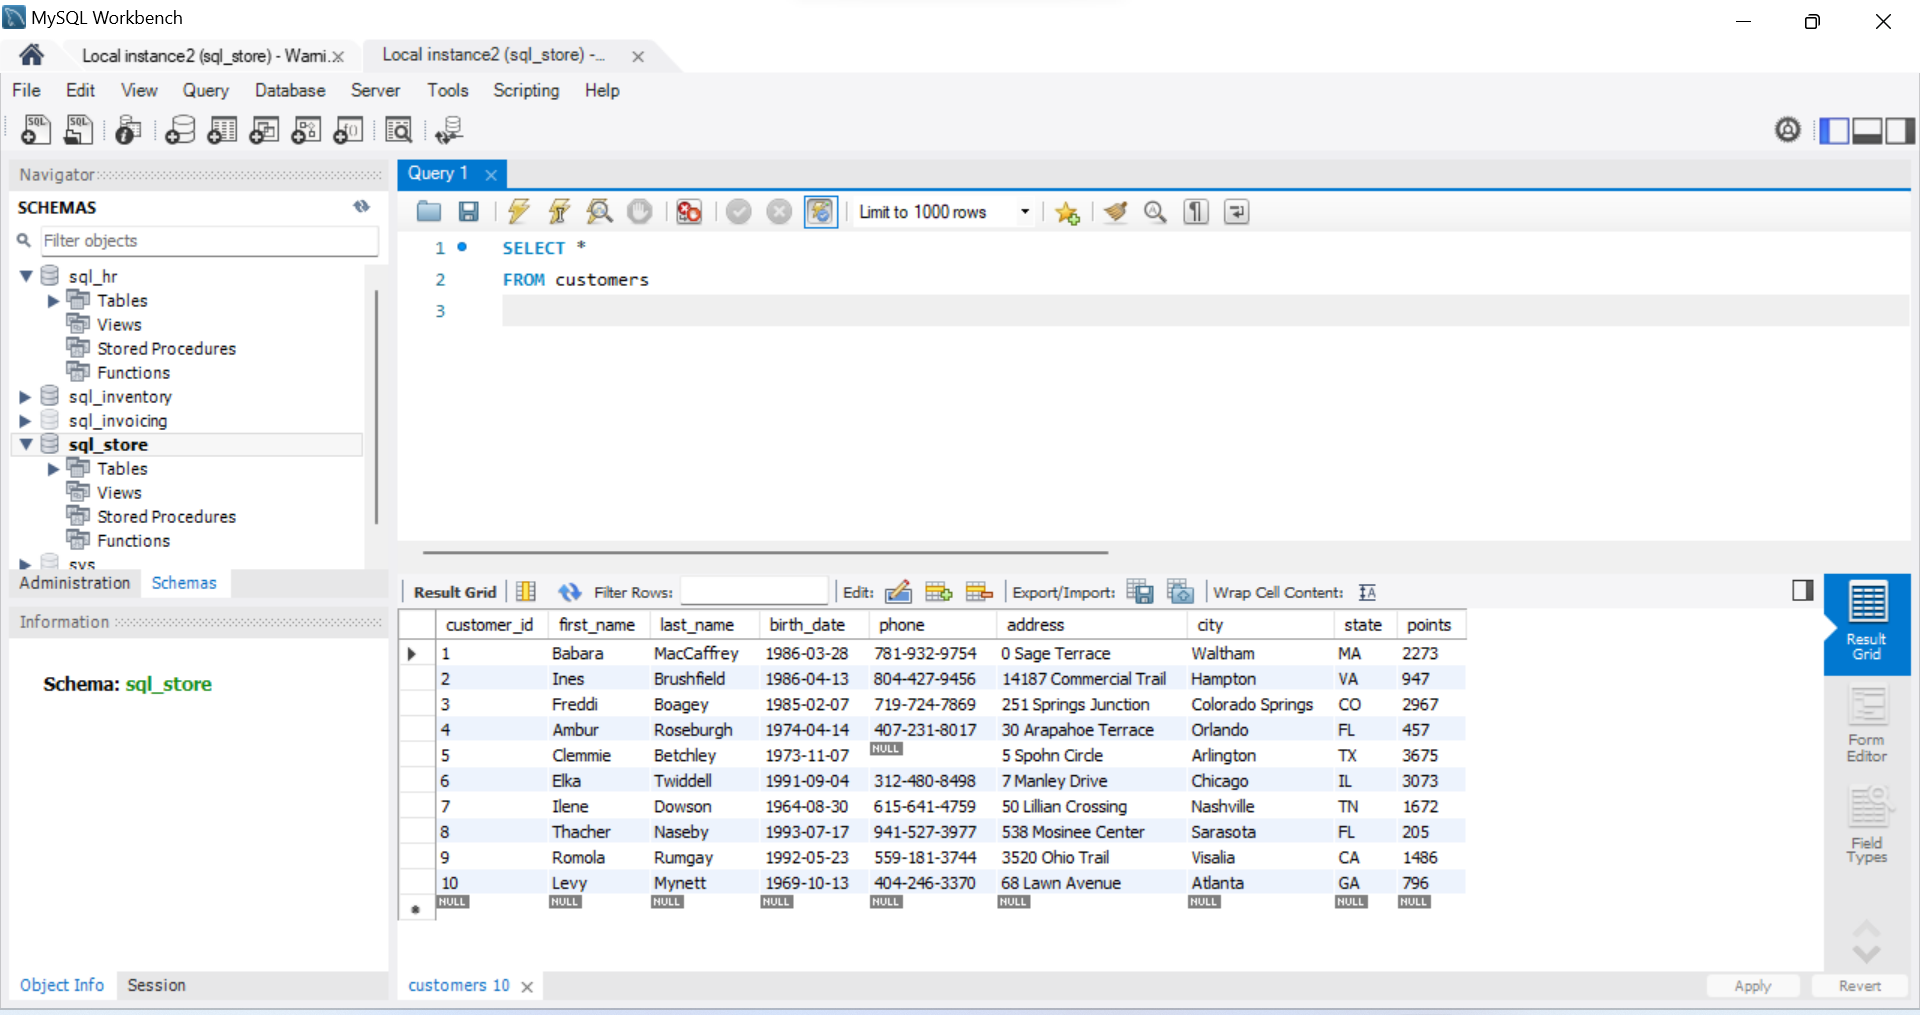 MySQL Workbench
Local instance2 (sql_store) - Warni...
Local instance2 (sql_store) -...
File Edit View Query Database Server Tools Scripting Help
SQL SQL
Navigator
Query 1
SCHEMAS
Limit to 1000 rows
Filter objects
1 SELECT *
2 FROM customers
3
sql_hr
Tables
Views
Stored Procedures
Functions
sql_inventory
sql_invoicing
sql_store
Tables
Views
Stored Procedures
Functions
sys
Administration Schemas
Information
Schema: sql_store
Object Info Session
Result Grid Filter Rows: Edit: Export/Import: Wrap Cell Content: IA
customer_id first_name last_name birth_date phone address city state points
1 Babara MacCaffrey 1986-03-28 781-932-9754 0 Sage Terrace Waltham MA 2273
2 Ines Brushfield 1986-04-13 804-427-9456 14187 Commercial Trail Hampton VA 947
3 Freddi Boagey 1985-02-07 719-724-7869 251 Springs Junction Colorado Springs CO 2967
4 Ambur Roseburgh 1974-04-14 407-231-8017 30 Arapahoe Terrace Orlando FL 457
5 Clemmie Betchley 1973-11-07 NULL 5 Spohn Circle Arlington TX 3675
6 Elka Twiddell 1991-09-04 312-480-8498 7 Manley Drive Chicago IL 3073
7 Ilene Dowson 1964-08-30 615-641-4759 50 Lillian Crossing Nashville TN 1672
8 Thacher Naseby 1993-07-17 941-527-3977 538 Mosinee Center Sarasota FL 205
9 Romola Rumgay 1992-05-23 559-181-3744 3520 Ohio Trail Visalia CA 1486
10 Levy Mynett 1969-10-13 404-246-3370 68 Lawn Avenue Atlanta GA 796
NULL NULL NULL NULL NULL NULL NULL NULL NULL
Result
Grid
Form
Editor
Field
Types
customers 10
Apply Revert